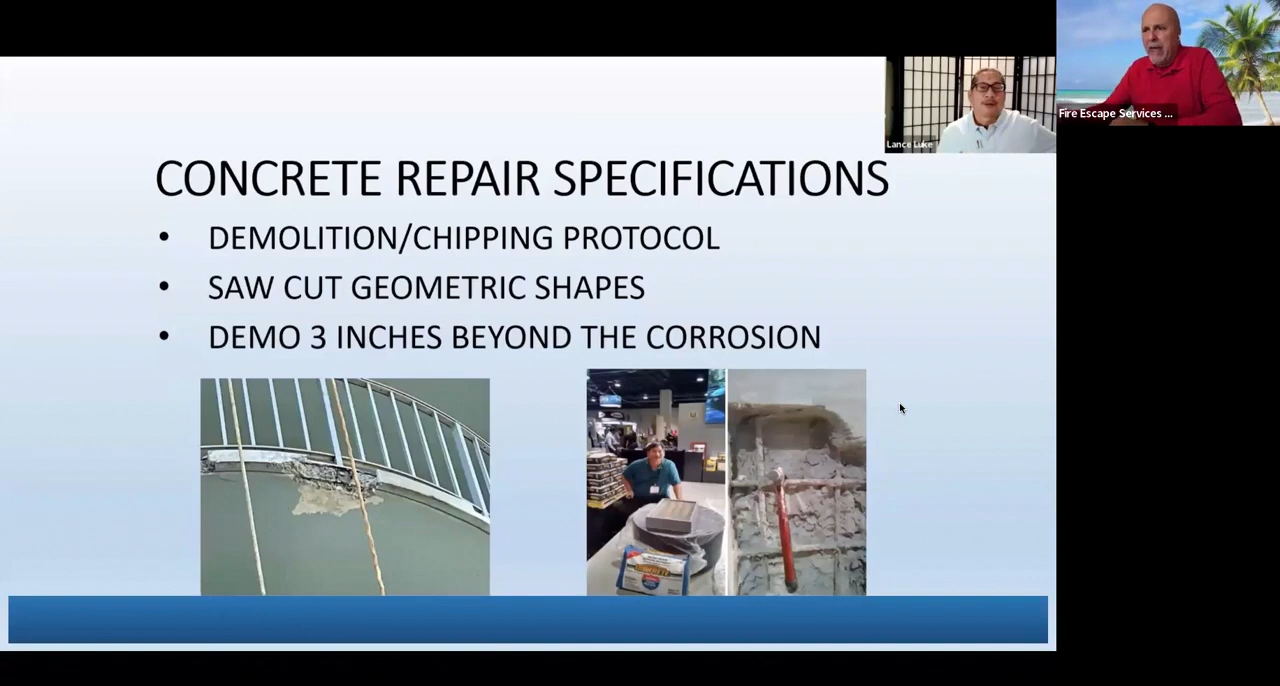 CONCRETE REPAIR SPECIFICATIONS
• DEMOLITION/CHIPPING PROTOCOL
• SAW CUT GEOMETRIC SHAPES
• DEMO 3 INCHES BEYOND THE CORROSION
Lance Luke
Fire Escape Services ...
CONCRETE